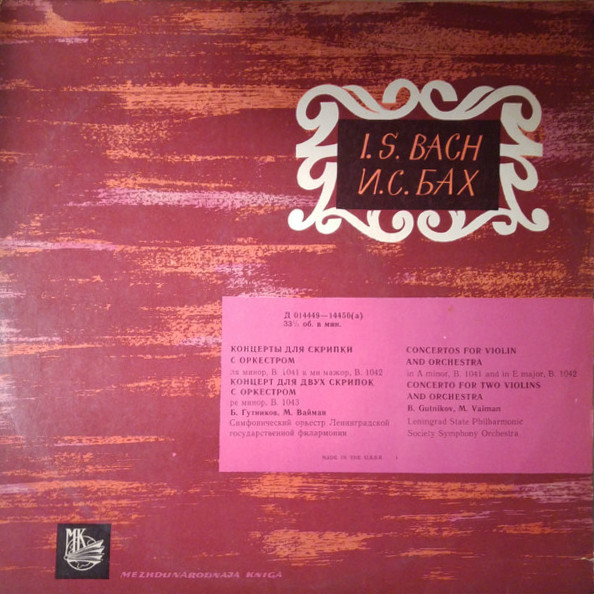 I. S. BACH
И.С. БАХ
Д 014449—14450(а)
33⅓ об. в мин.
КОНЦЕРТЫ ДЛЯ СКРИПКИ
С ОРКЕСТРОМ
ля минор, В. 1041 и ми мажор, В. 1042
КОНЦЕРТ ДЛЯ ДВУХ СКРИПОК
С ОРКЕСТРОМ
ре минор, В. 1043
Б. Гутников, М. Вайман
Симфонический оркестр Ленинградской
государственной филармонии
CONCERTOS FOR VIOLIN
AND ORCHESTRA
in A minor, B. 1041 and in E major, B. 1042
CONCERTO FOR TWO VIOLINS
AND ORCHESTRA
B. Gutnikov, M. Vaiman
Leningrad State Philharmonic
Society Symphony Orchestra
MADE IN THE U.S.S.R.
МК
MEZHDUNARODNAJA KNIGA